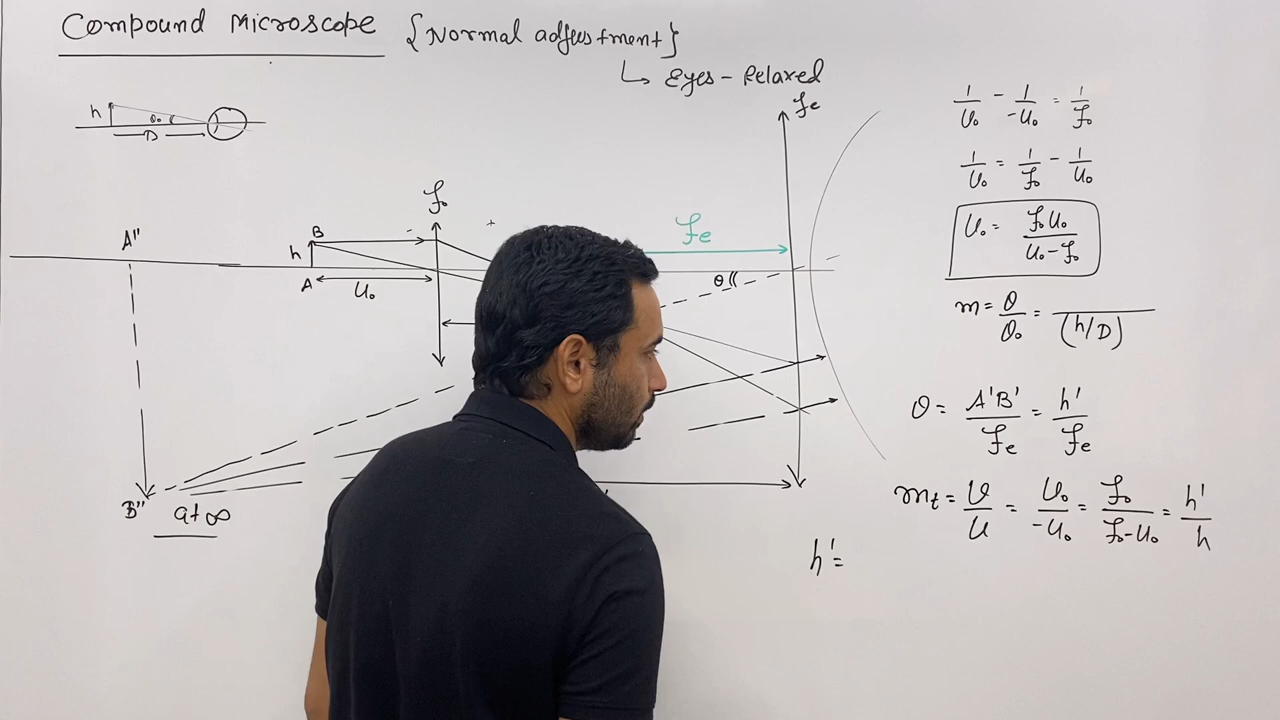 Compound Microscope {Normal adjustment}
↳ Eyes - Relaxed
h θ₀ D
fe
f₀
A" B h A U₀
fe
θ
B" at ∞
1/V₀ - 1/-U₀ = 1/f₀
1/V₀ = 1/f₀ - 1/U₀
V₀ = f₀U₀/U₀-f₀
m = θ/θ₀ = /(h/D)
θ = A'B'/fe = h'/fe
mt = V/U = V₀/-U₀ = f₀/f₀-U₀ = h'/h
h' =